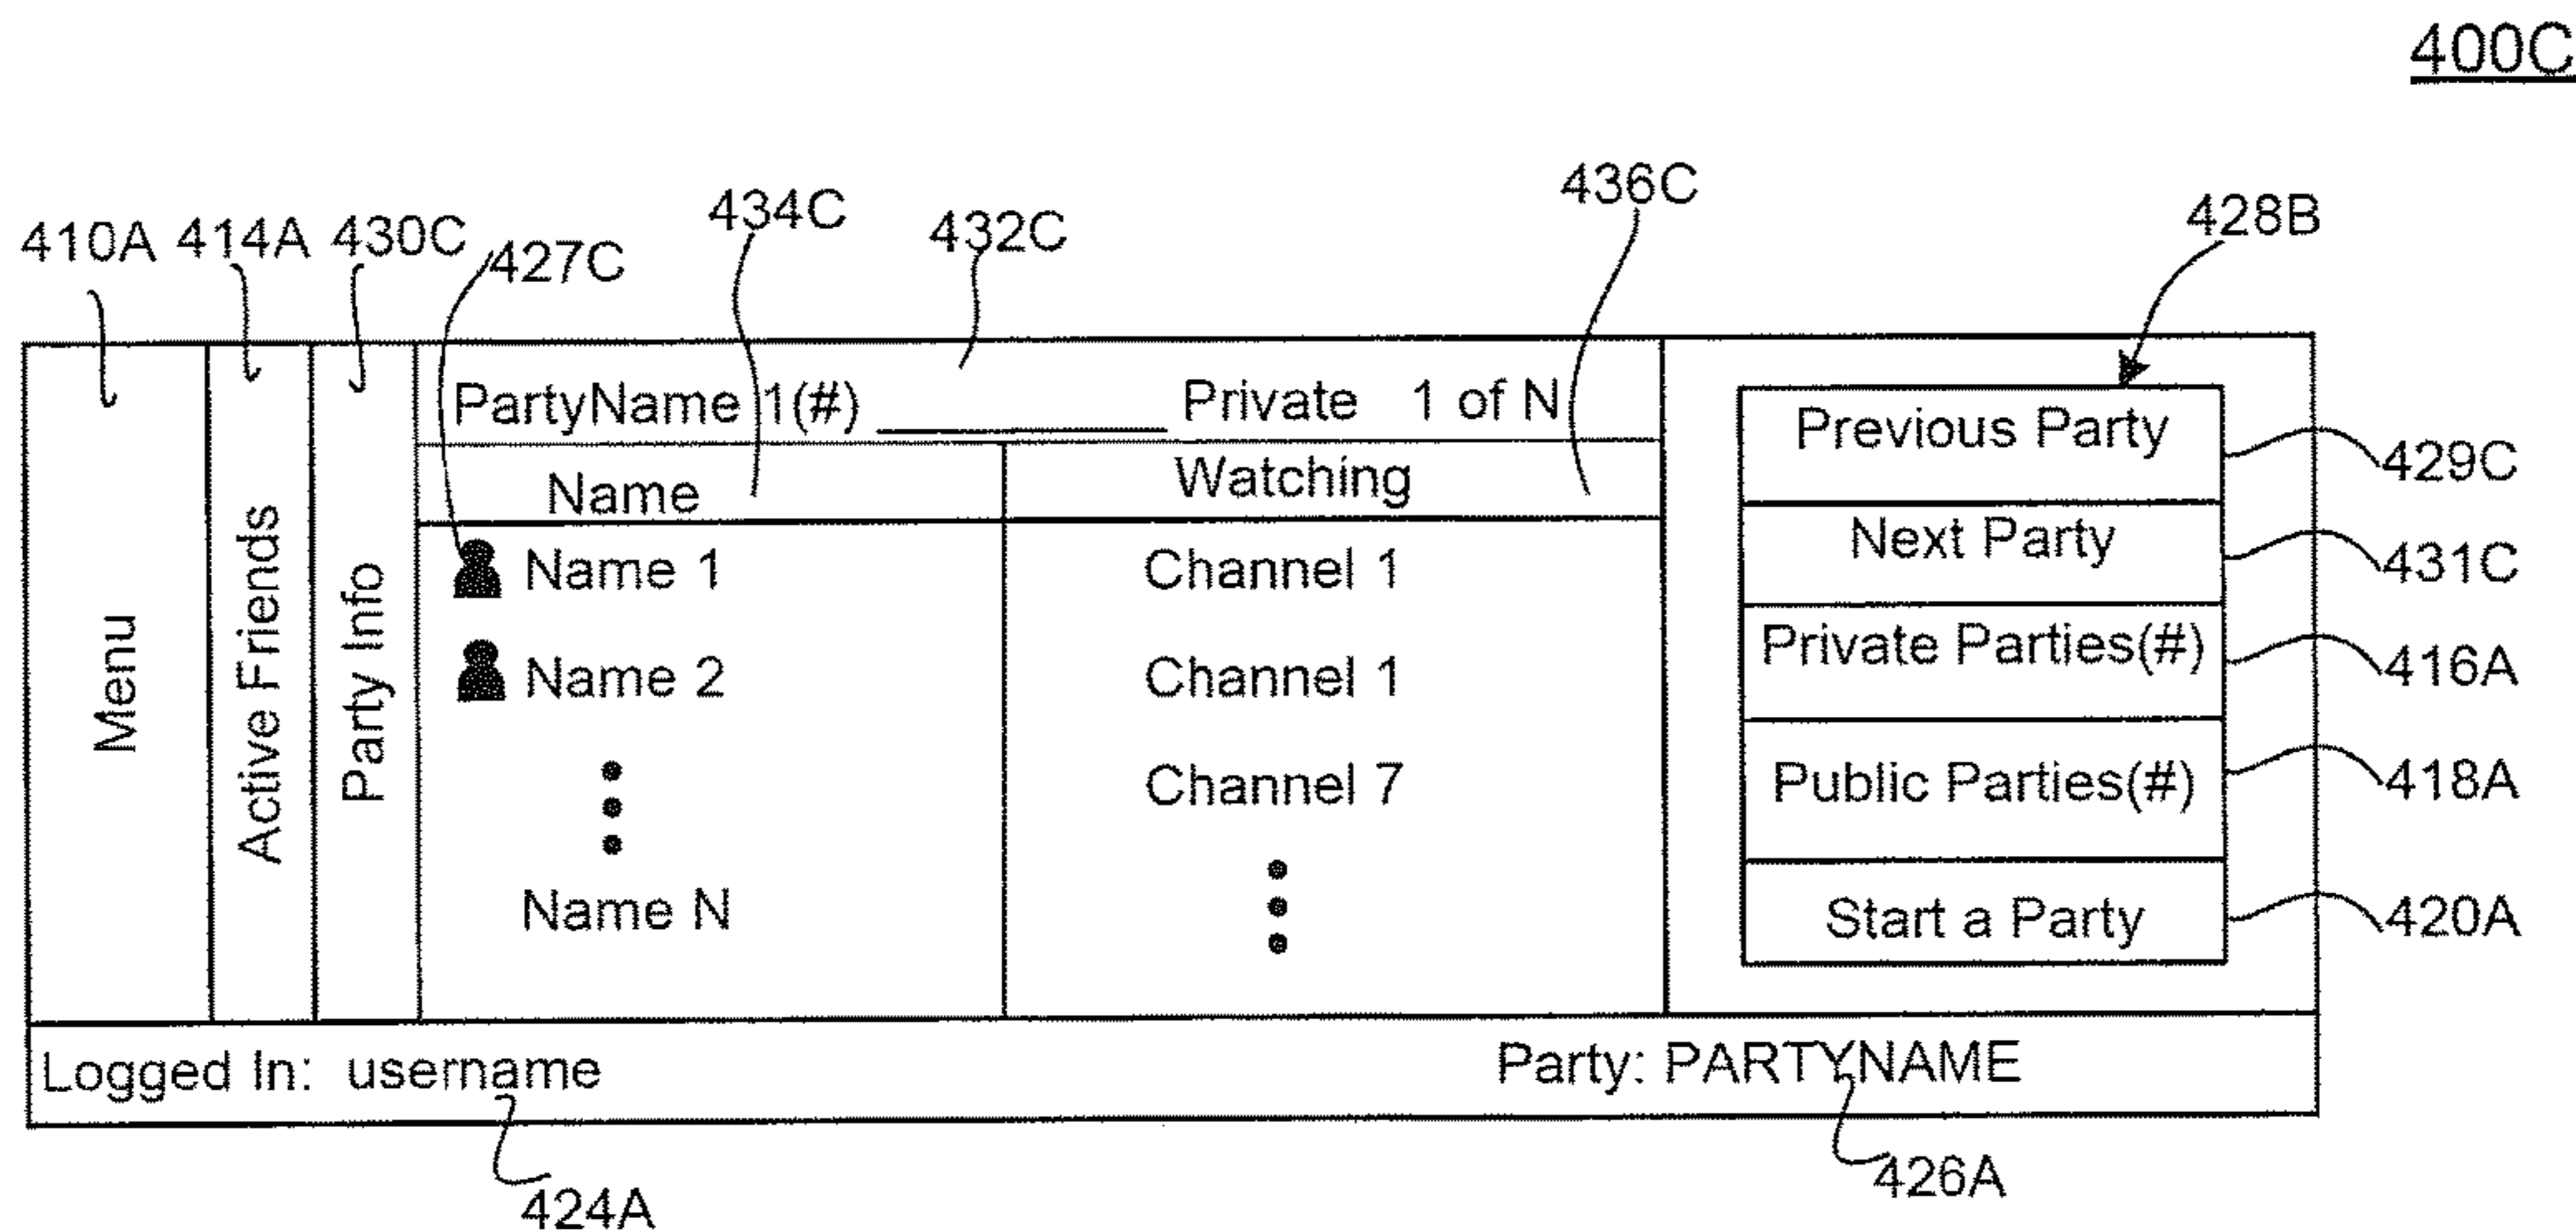 400C
410A 414A 430C 427C 434C 432C 436C 428B
Menu
Active Friends
Party Info
PartyName 1(#) Private 1 of N
Name Watching
Name 1 Channel 1
Name 2 Channel 1
Channel 7
Name N
Previous Party 429C
Next Party 431C
Private Parties(#) 416A
Public Parties(#) 418A
Start a Party 420A
Logged In: username Party: PARTYNAME
424A 426A